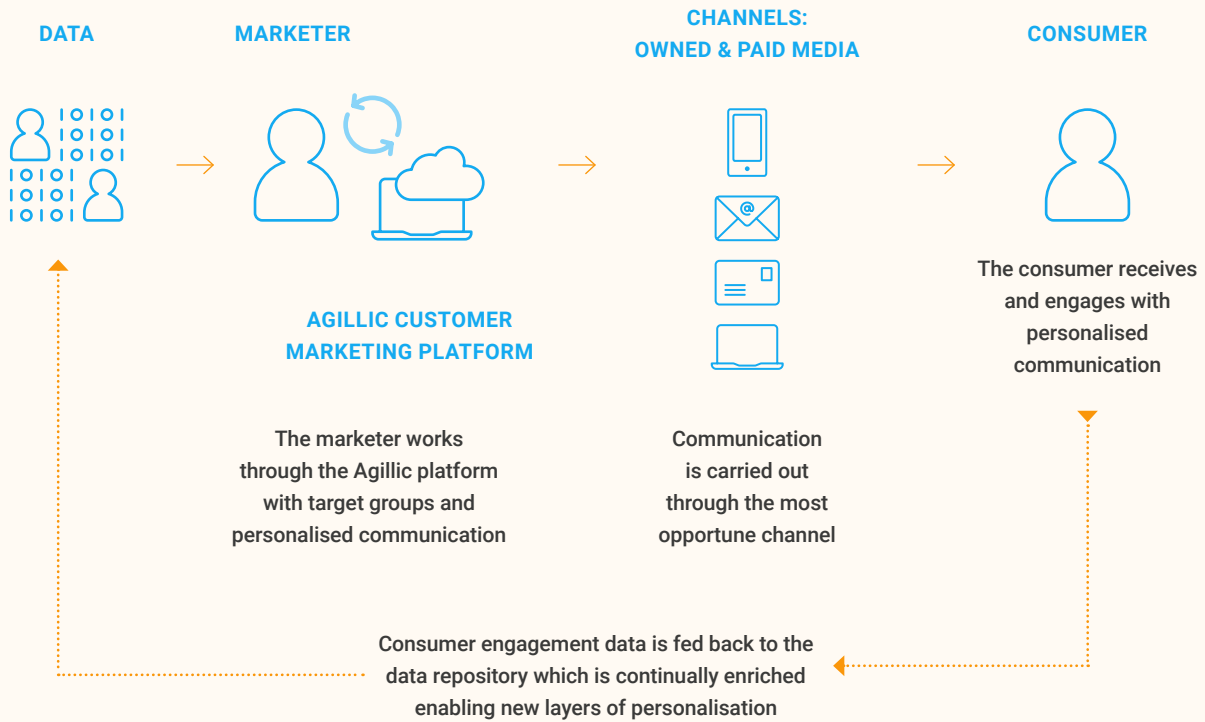 DATA
MARKETER
CHANNELS:
OWNED & PAID MEDIA
CONSUMER
@
AGILLIC CUSTOMER
MARKETING PLATFORM
The marketer works
through the Agillic platform
with target groups and
personalised communication
Communication
is carried out
through the most
opportune channel
The consumer receives
and engages with
personalised
communication
Consumer engagement data is fed back to the
data repository which is continually enriched
enabling new layers of personalisation